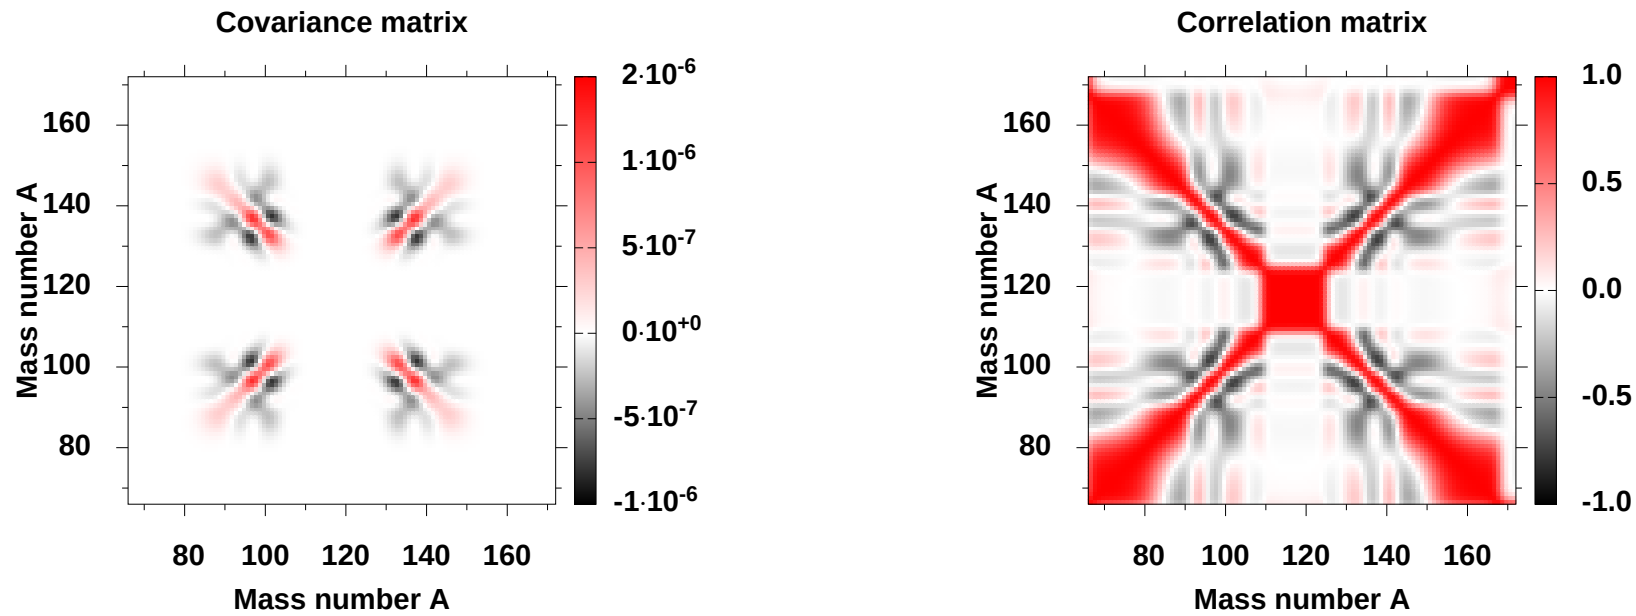 Covariance matrix
Mass number A
160
140
120
100
80
80 100 120 140 160
Mass number A
2·10-6
1·10-6
5·10-7
0·10+0
-5·10-7
-1·10-6
Correlation matrix
Mass number A
160
140
120
100
80
80 100 120 140 160
Mass number A
1.0
0.5
0.0
-0.5
-1.0